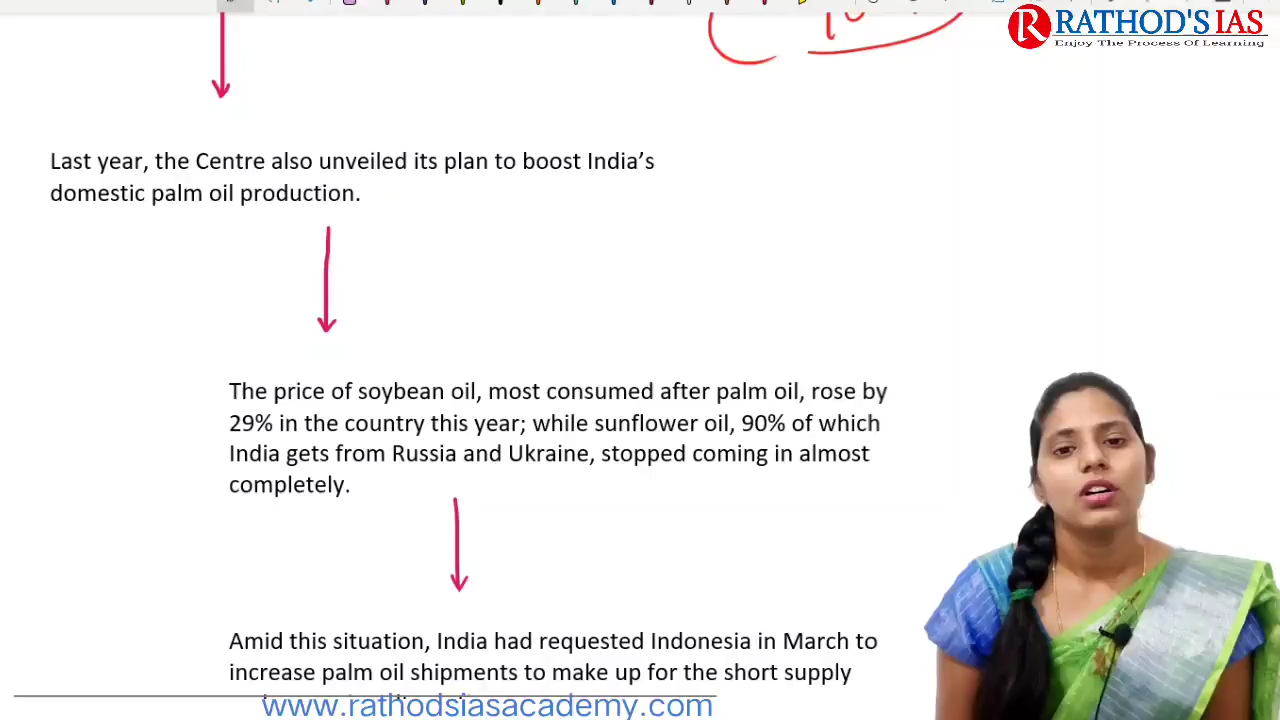 RATHOD'S IAS
Enjoy The Process Of Learning
Last year, the Centre also unveiled its plan to boost India’s
domestic palm oil production.
The price of soybean oil, most consumed after palm oil, rose by
29% in the country this year; while sunflower oil, 90% of which
India gets from Russia and Ukraine, stopped coming in almost
completely.
Amid this situation, India had requested Indonesia in March to
increase palm oil shipments to make up for the short supply
www.rathodsiasacademy.com